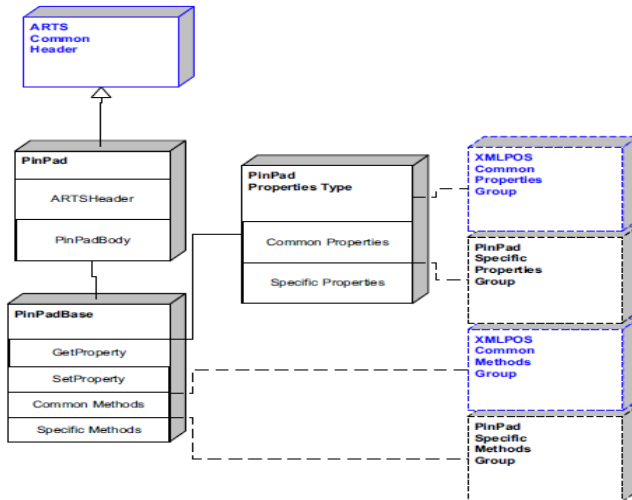 ARTS
Common
Header
PinPad
ARTSHeader
PinPadBody
PinPad
Properties Type
Common Properties
Specific Properties
XMLPOS
Common
Properties
Group
PinPad
Specific
Properties
Group
PinPadBase
GetProperty
SetProperty
Common Methods
Specific Methods
XMLPOS
Common
Methods
Group
PinPad
Specific
Methods
Group